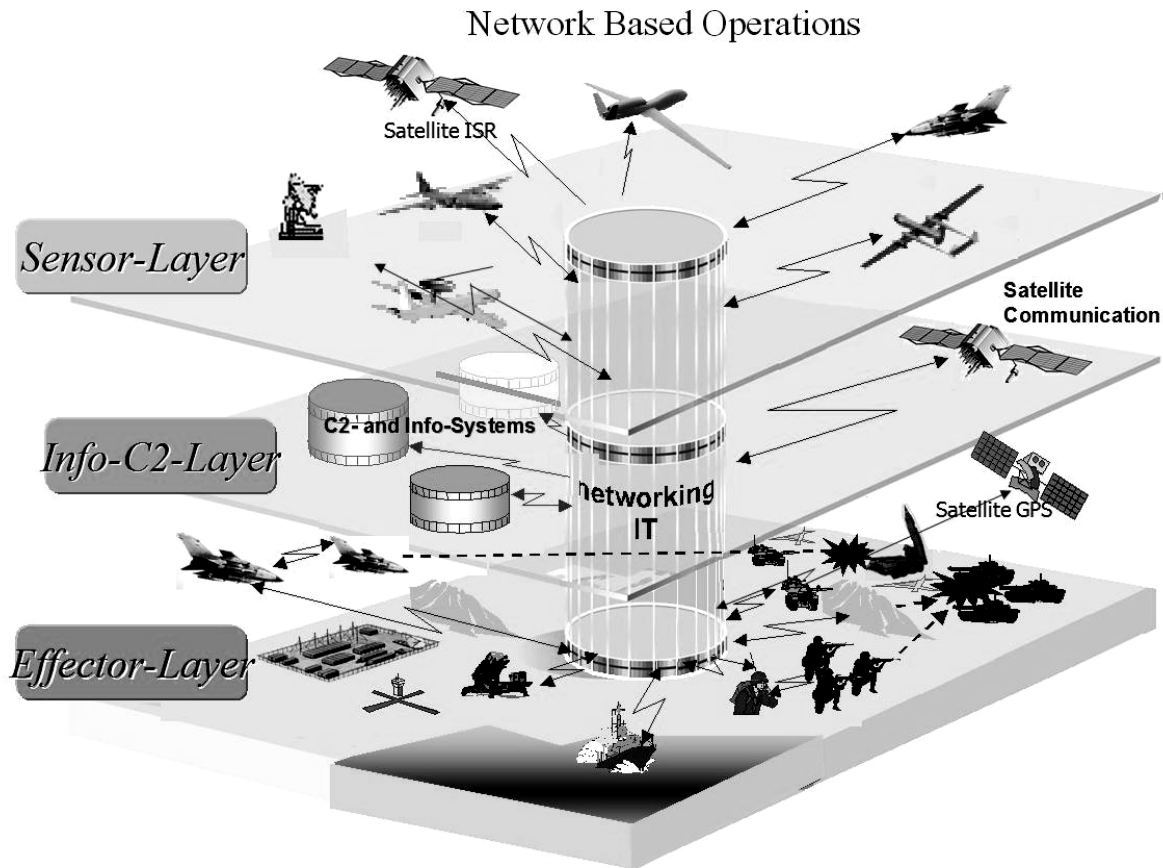 Network Based Operations
Satellite ISR
Sensor-Layer
Satellite
Communication
C2- and Info-Systems
Info-C2-Layer
networking
IT
Satellite GPS
Effector-Layer